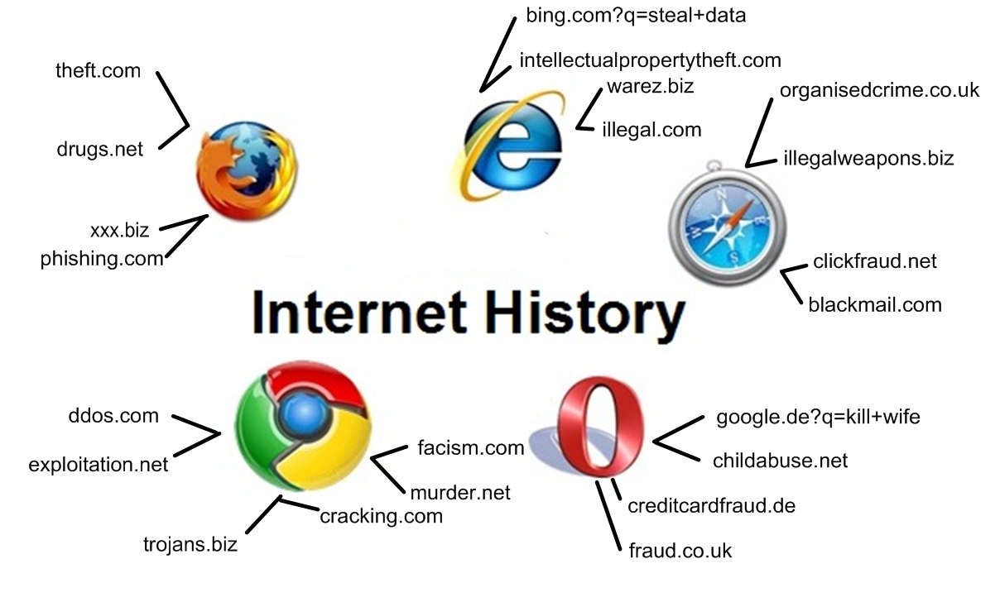 bing.com?q=steal+data
intellectualpropertytheft.com
warez.biz
illegal.com
theft.com
drugs.net
xxx.biz
phishing.com
organisedcrime.co.uk
illegalweapons.biz
clickfraud.net
blackmail.com
Internet History
ddos.com
exploitation.net
trojans.biz
cracking.com
facism.com
murder.net
google.de?q=kill+wife
childabuse.net
creditcardfraud.de
fraud.co.uk